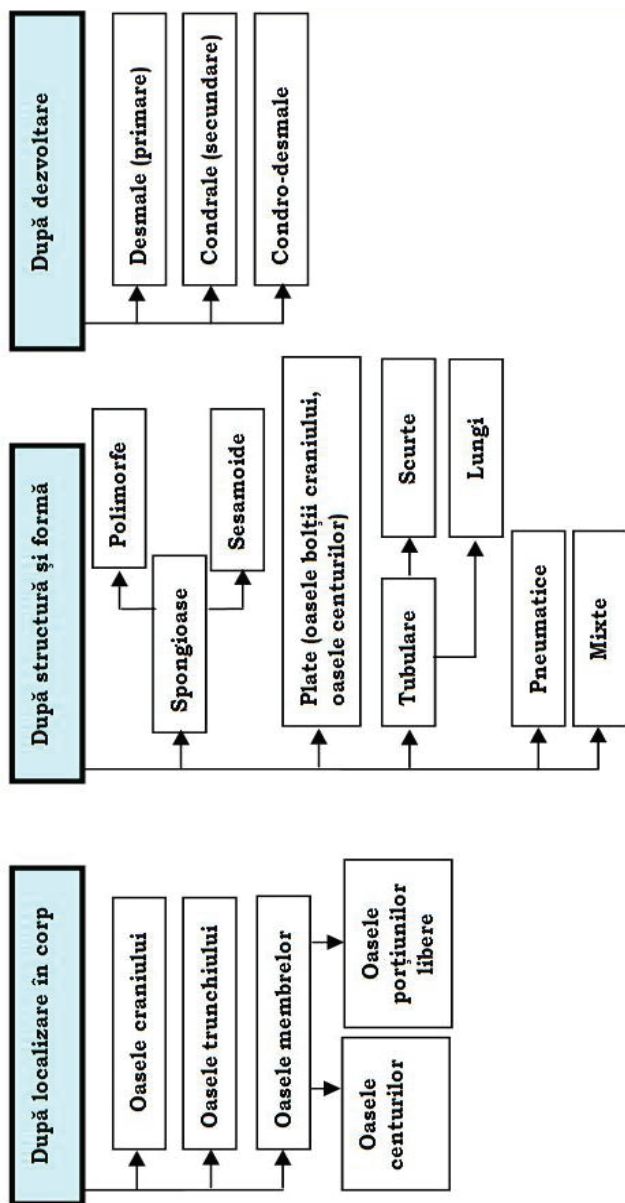 După localizare în corp
Oasele craniului
Oasele trunchiului
Oasele membrelor
Oasele
centurilor
Oasele
porțiunilor
libere
După structură și formă
Spongioase
Polimorfe
Sesamoide
Plate (oasele bolții craniului,
oasele centurilor)
Tubulare
Scurte
Lungi
Pneumatice
Mixte
După dezvoltare
Desmale (primare)
Condrale (secundare)
Condro-desmale